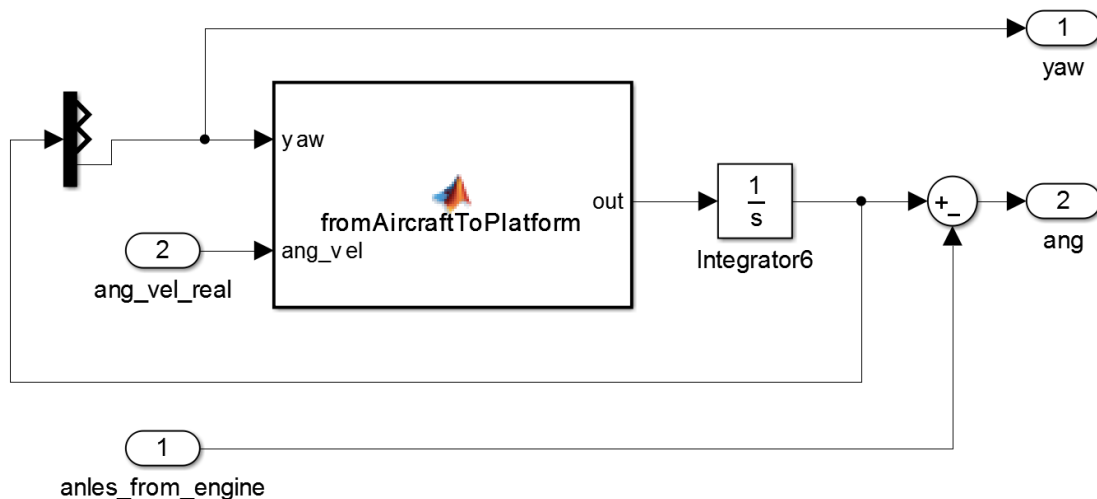 1
yaw
yaw
fromAircraftToPlatform
out
ang_vel
2
ang_vel_real
1
s
Integrator6
+
−
2
ang
1
anles_from_engine